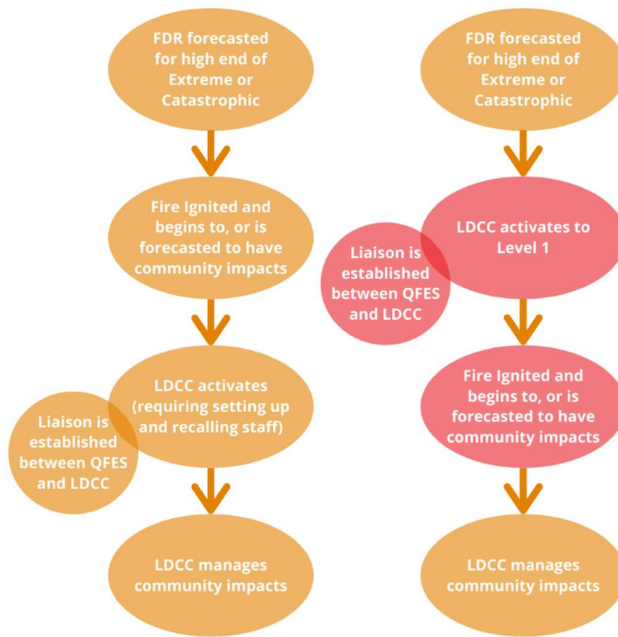 FDR forecasted
for high end of
Extreme or
Catastrophic
Fire Ignited and
begins to, or is
forecasted to have
community impacts
LDCC activates
(requiring setting up
and recalling staff)
Liaison is
established
between QFES
and LDCC
LDCC manages
community impacts
FDR forecasted
for high end of
Extreme or
Catastrophic
LDCC activates to
Level 1
Liaison is
established
between QFES
and LDCC
Fire Ignited and
begins to, or is
forecasted to have
community impacts
LDCC manages
community impacts